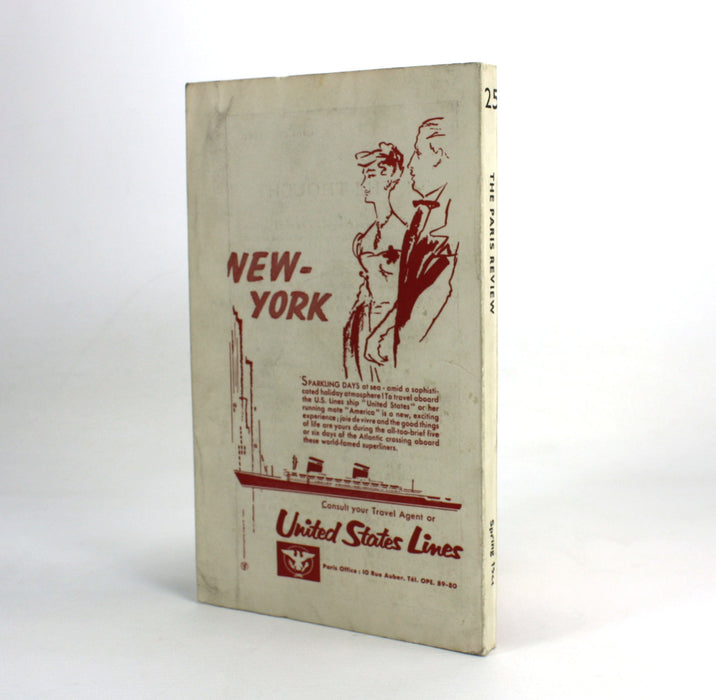 NEW-
YORK
SPARKLING DAYS at sea - amid a sophisti-
cated holiday atmosphere! To travel aboard
the U.S. Lines ship "United States" or her
running mate "America" is a new, exciting
experience; joie de vivre and the good things
of life are yours during the all-too-brief five
or six days of the Atlantic crossing aboard
these world-famed superliners.
Consult your Travel Agent or
United States Lines
Paris Office : 10 Rue Auber. Tél. OPE. 89-80
25
THE PARIS REVIEW
Spring